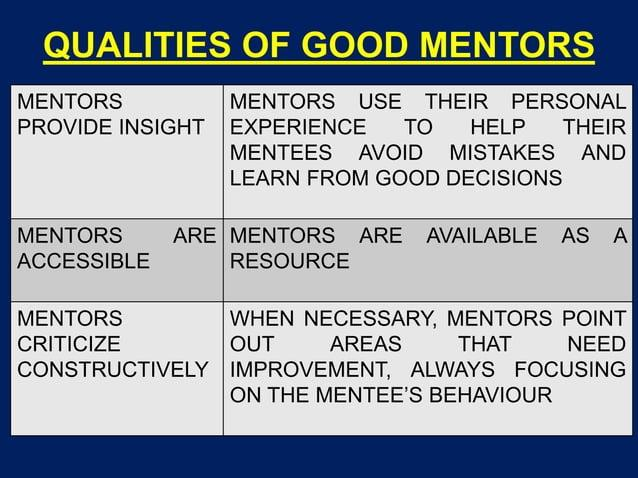 QUALITIES OF GOOD MENTORS
MENTORS
PROVIDE INSIGHT
MENTORS USE THEIR PERSONAL
EXPERIENCE TO HELP THEIR
MENTEES AVOID MISTAKES AND
LEARN FROM GOOD DECISIONS
MENTORS ARE
ACCESSIBLE
MENTORS ARE AVAILABLE AS A
RESOURCE
MENTORS
CRITICIZE
CONSTRUCTIVELY
WHEN NECESSARY, MENTORS POINT
OUT AREAS THAT NEED
IMPROVEMENT, ALWAYS FOCUSING
ON THE MENTEE’S BEHAVIOUR